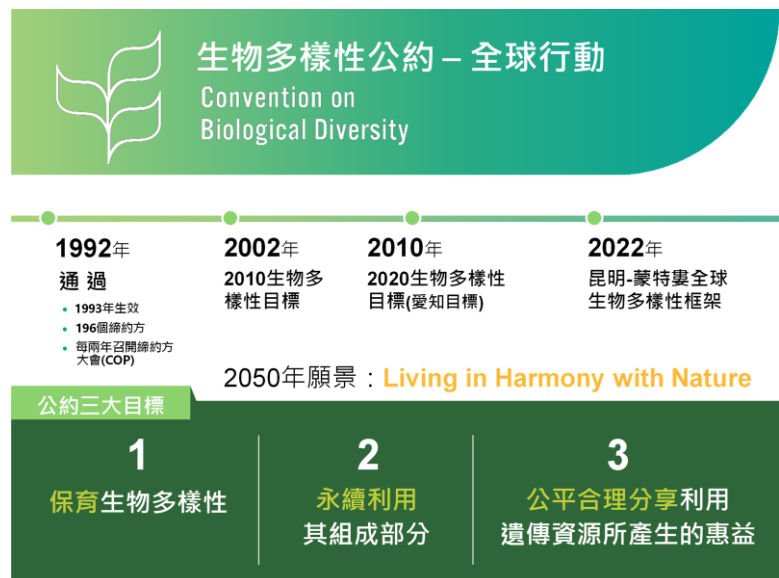 生物多樣性公約 – 全球行動
Convention on
Biological Diversity
1992年
通 過
• 1993年生效
• 196個締約方
• 每兩年召開締約方
大會(COP)
2002年
2010生物多
樣性目標
2010年
2020生物多樣性
目標(愛知目標)
2022年
昆明-蒙特婁全球
生物多樣性框架
2050年願景：Living in Harmony with Nature
公約三大目標
1
保育生物多樣性
2
永續利用
其組成部分
3
公平合理分享利用
遺傳資源所產生的惠益